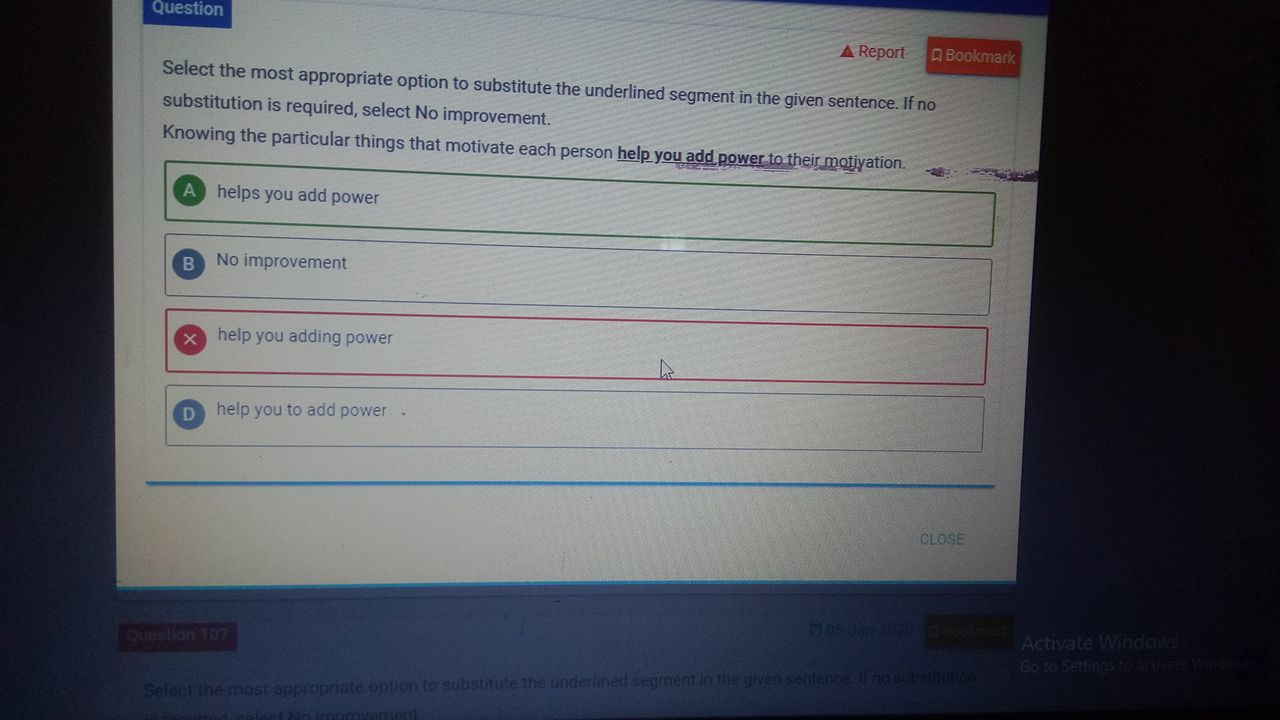 Question
Report
Bookmark
Select the most appropriate option to substitute the underlined segment in the given sentence. If no
substitution is required, select No improvement.
Knowing the particular things that motivate each person help you add power to their motivation.
A helps you add power
B No improvement
help you adding power
D help you to add power
CLOSE
Question 107
05-Jan-2020
Bookmark
Activate Windows
Go to Settings to activate Windows.
Select the most appropriate option to substitute the underlined segment in the given sentence. If no substitution
is required, select No improvement.